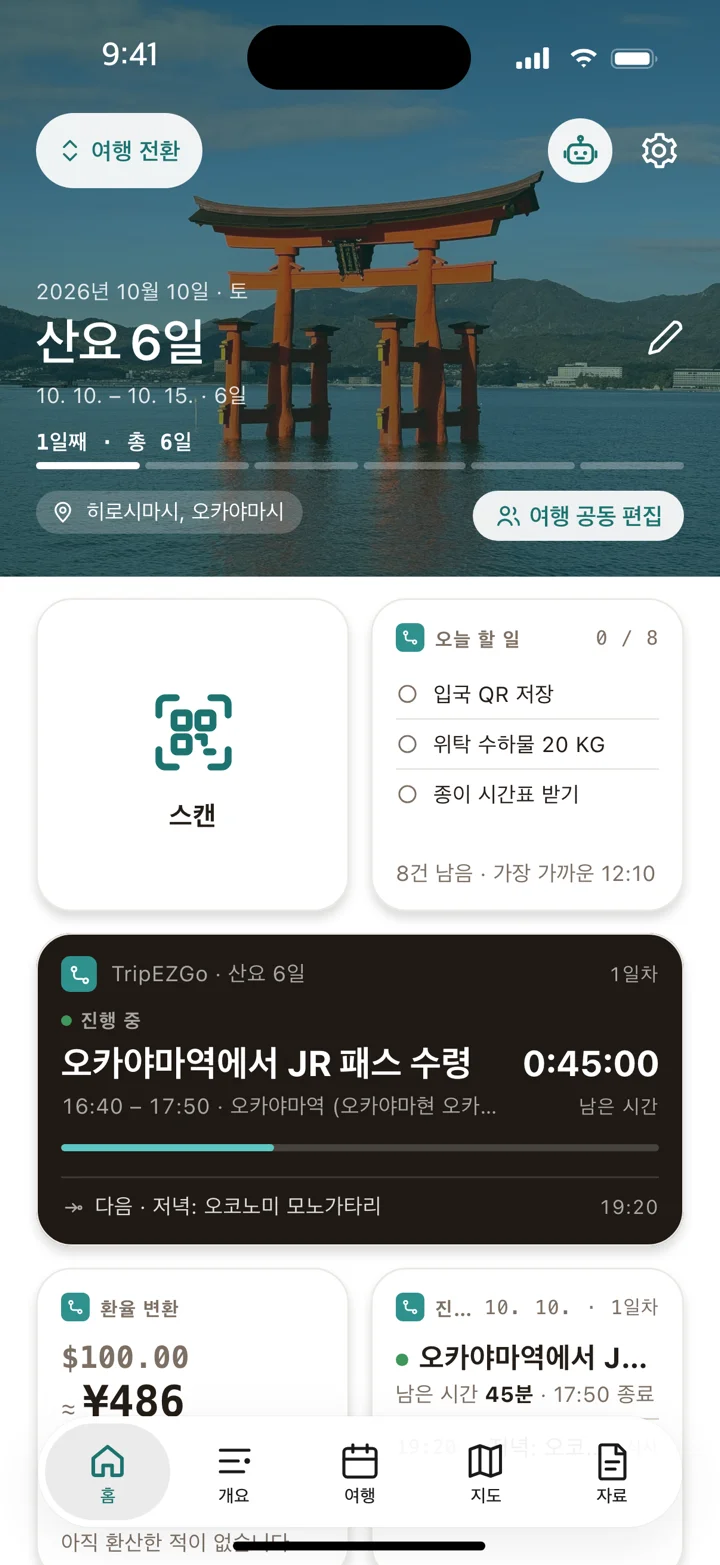 9:41
여행 전환
2026년 10월 10일 · 토
산요 6일
10. 10. – 10. 15. · 6일
1일째 · 총 6일
히로시마시, 오카야마시
여행 공동 편집
스캔
오늘 할 일 0 / 8
입국 QR 저장
위탁 수하물 20 KG
종이 시간표 받기
8건 남음 · 가장 가까운 12:10
TripEZGo · 산요 6일 1일차
진행 중
오카야마역에서 JR 패스 수령 0:45:00
16:40 – 17:50 · 오카야마역 (오카야마현 오카... 남은 시간
다음 · 저녁: 오코노미 모노가타리 19:20
환율 변환
$100.00
≈ ¥486
진... 10. 10. · 1일차
오카야마역에서 J...
남은 시간 45분 · 17:50 종료
19:20 저녁: 오코...
홈
개요
여행
지도
자료
아직 환산한 적이 없습니다